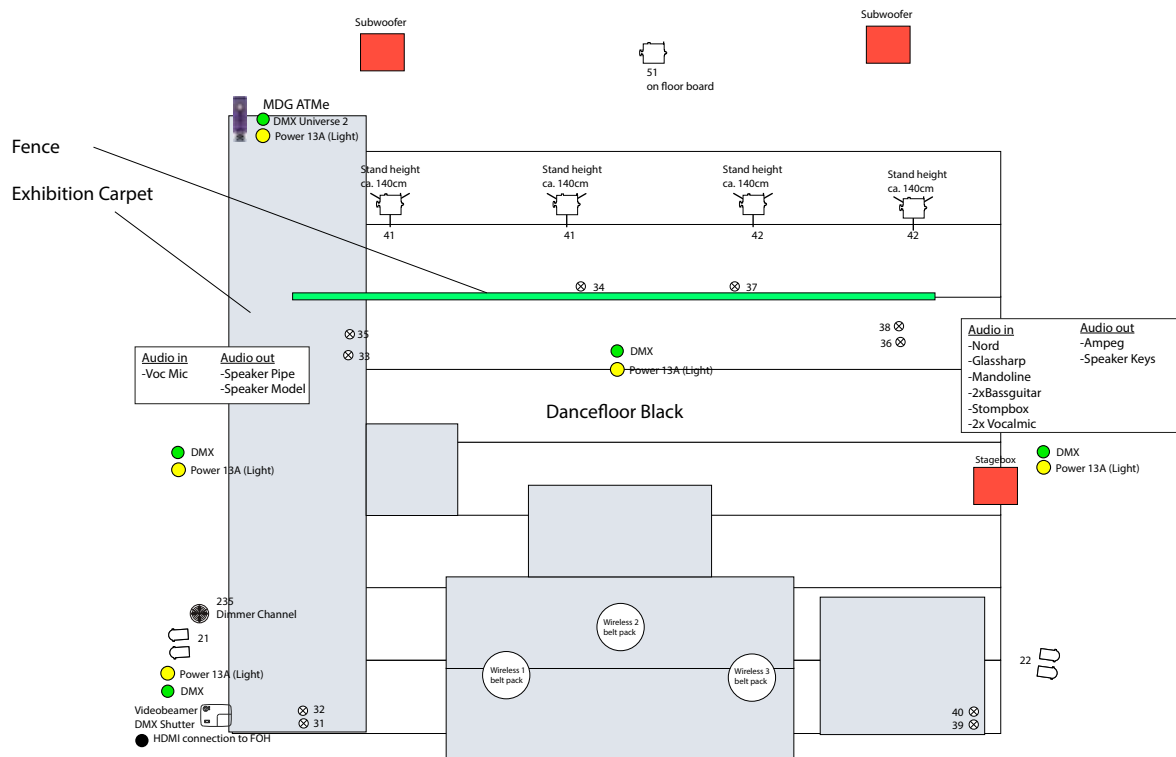 Subwoofer
Subwoofer
51
on floor board
MDG ATMe
DMX Universe 2
Power 13A (Light)
Fence
Exhibition Carpet
Stand height
ca. 140cm
41
Stand height
ca. 140cm
41
Stand height
ca. 140cm
42
Stand height
ca. 140cm
42
34
37
35
33
38
36
Audio in
-Voc Mic
Audio out
-Speaker Pipe
-Speaker Model
DMX
Power 13A (Light)
Audio in
-Nord
-Glassharp
-Mandoline
-2xBassguitar
-Stompbox
-2x Vocalmic
Audio out
-Ampeg
-Speaker Keys
Dancefloor Black
DMX
Power 13A (Light)
Stagebox
DMX
Power 13A (Light)
235
Dimmer Channel
21
Wireless 2
belt pack
Wireless 1
belt pack
Wireless 3
belt pack
22
Power 13A (Light)
DMX
Videobeamer
DMX Shutter
HDMI connection to FOH
32
31
40
39